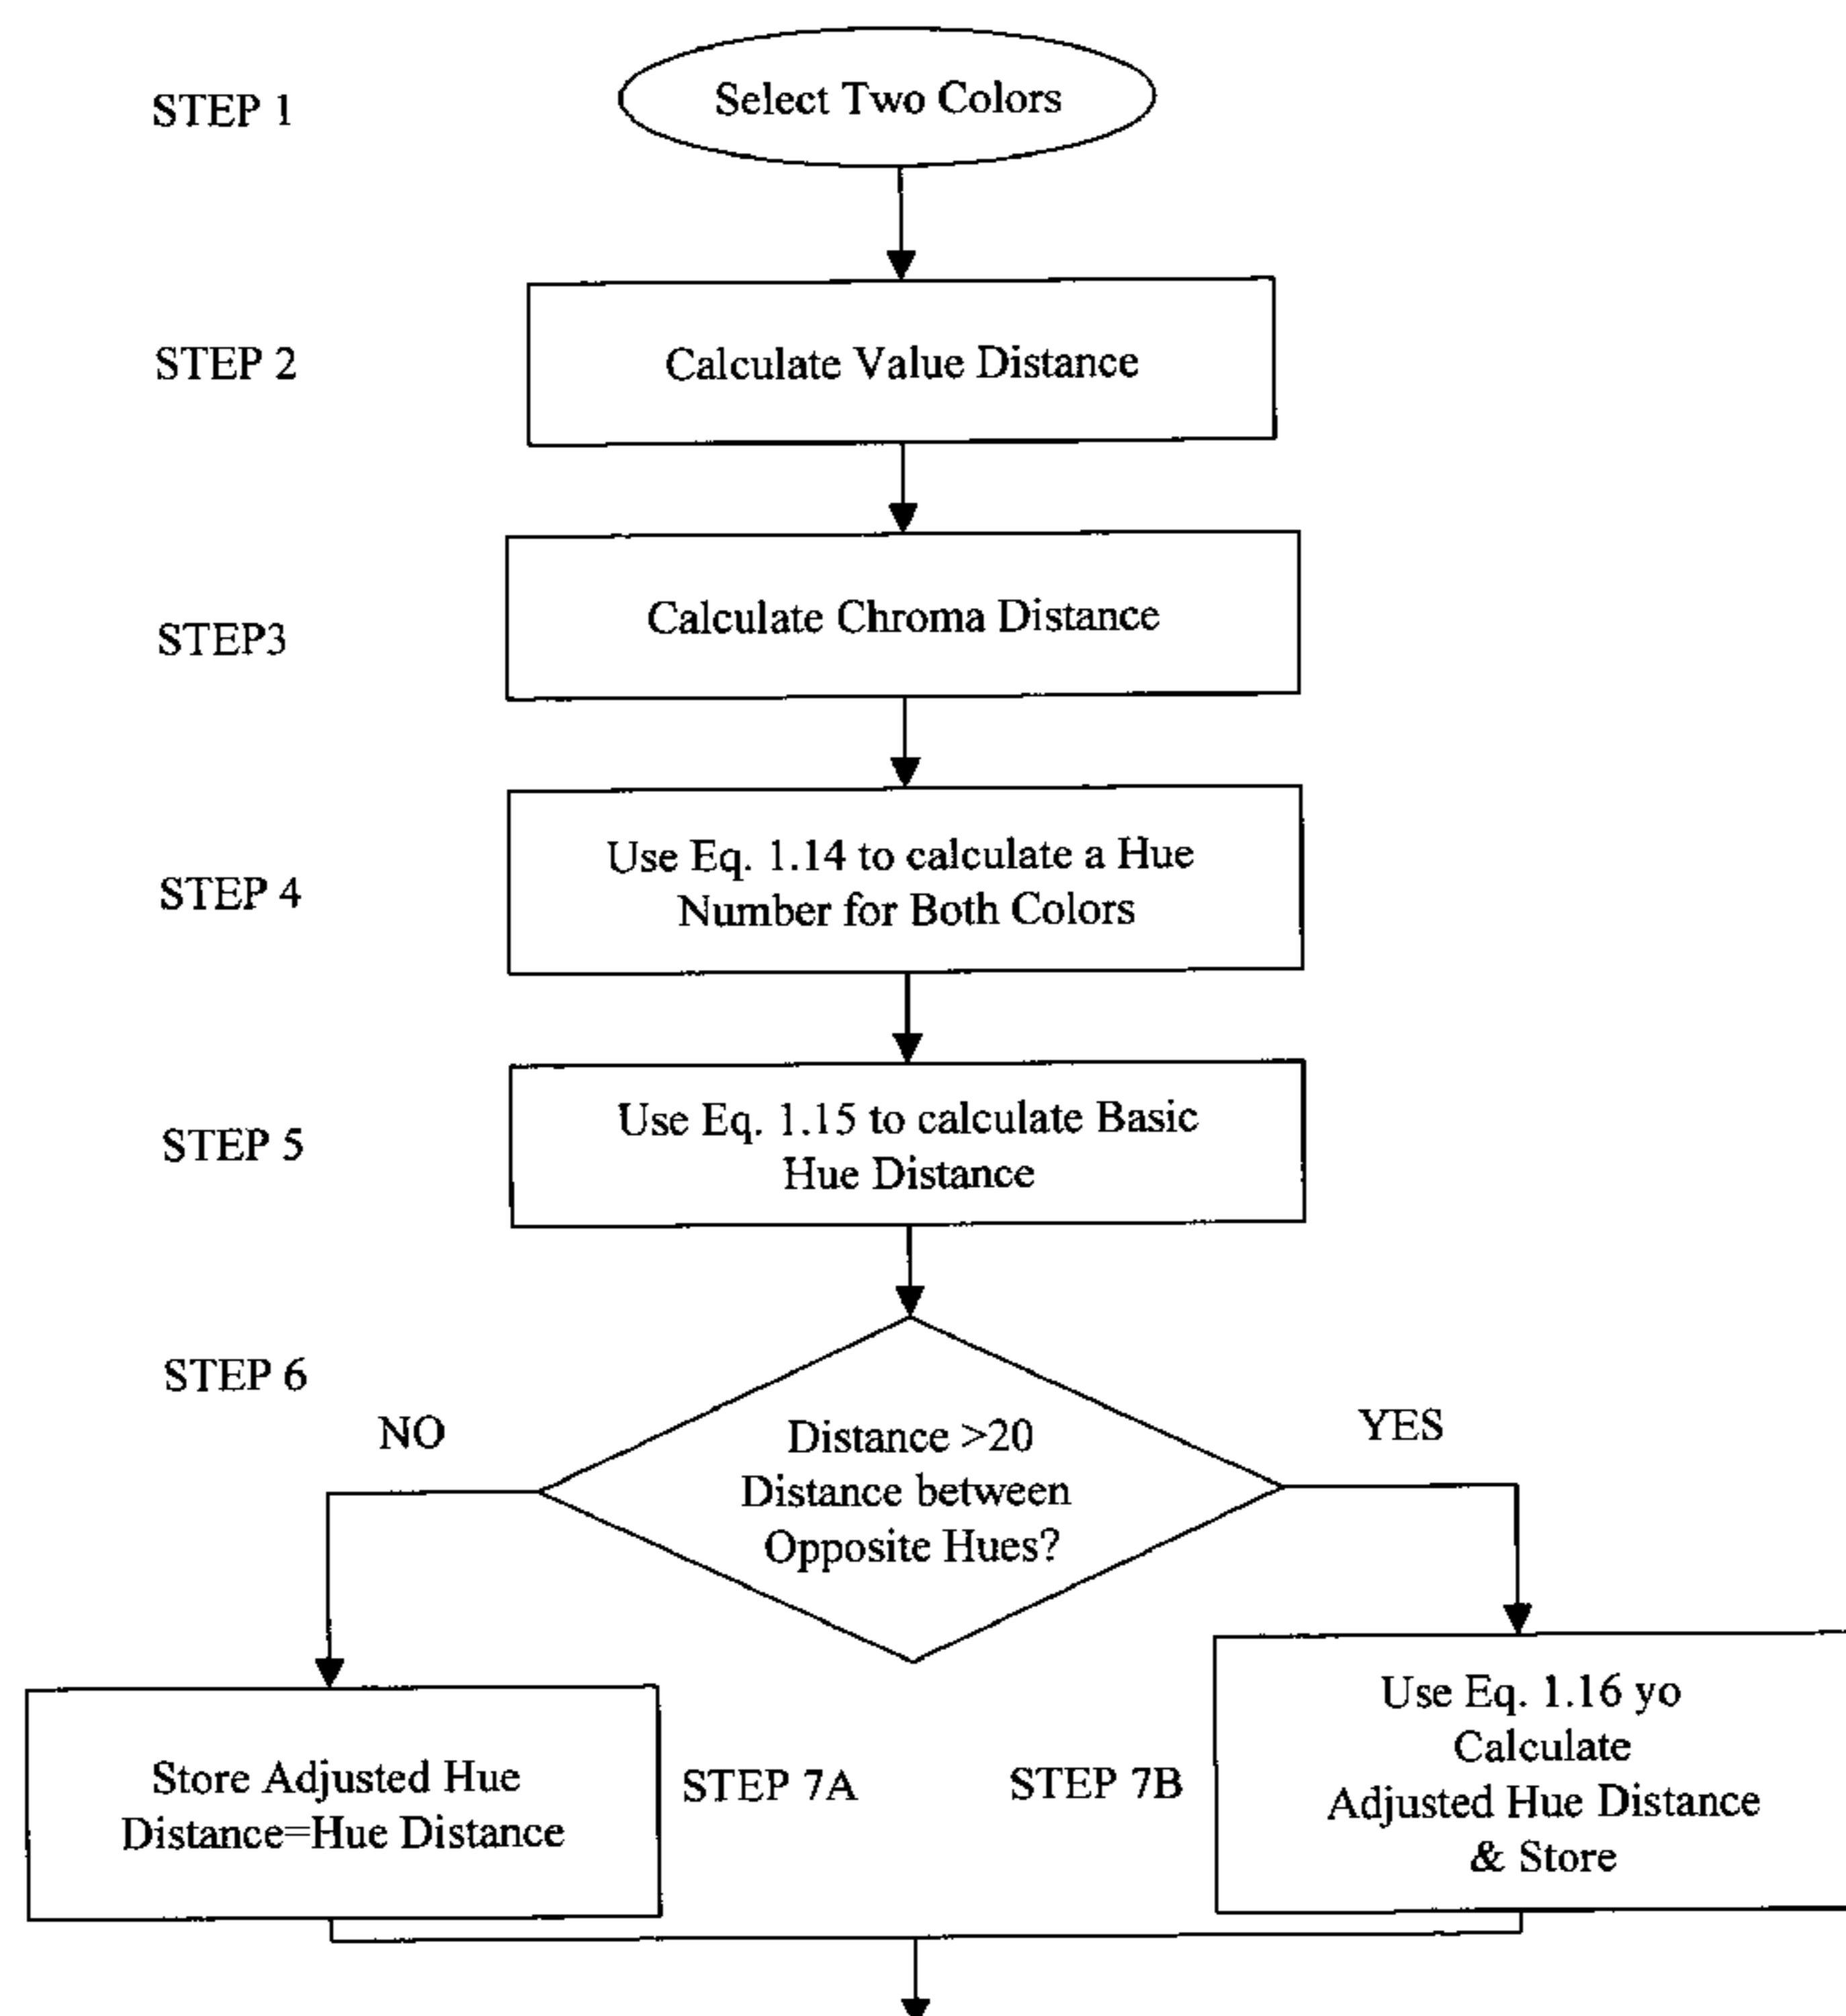 STEP 1
Select Two Colors
STEP 2
Calculate Value Distance
STEP3
Calculate Chroma Distance
STEP 4
Use Eq. 1.14 to calculate a Hue
Number for Both Colors
STEP 5
Use Eq. 1.15 to calculate Basic
Hue Distance
STEP 6
NO
Distance >20
Distance between
Opposite Hues?
YES
Store Adjusted Hue
Distance=Hue Distance
STEP 7A
STEP 7B
Use Eq. 1.16 yo
Calculate
Adjusted Hue Distance
& Store